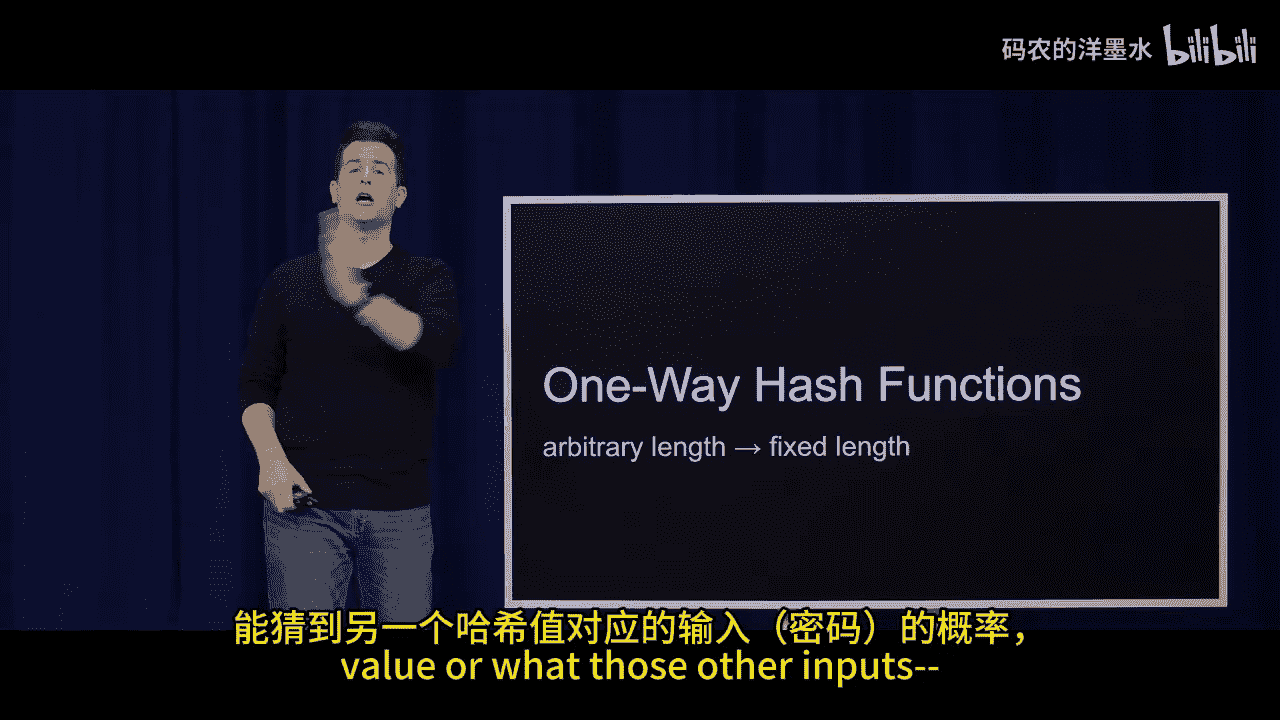 码农的洋墨水 bilibili
One-Way Hash Functions
arbitrary length → fixed length
能猜到另一个哈希值对应的输入（密码）的概率，
value or what those other inputs--